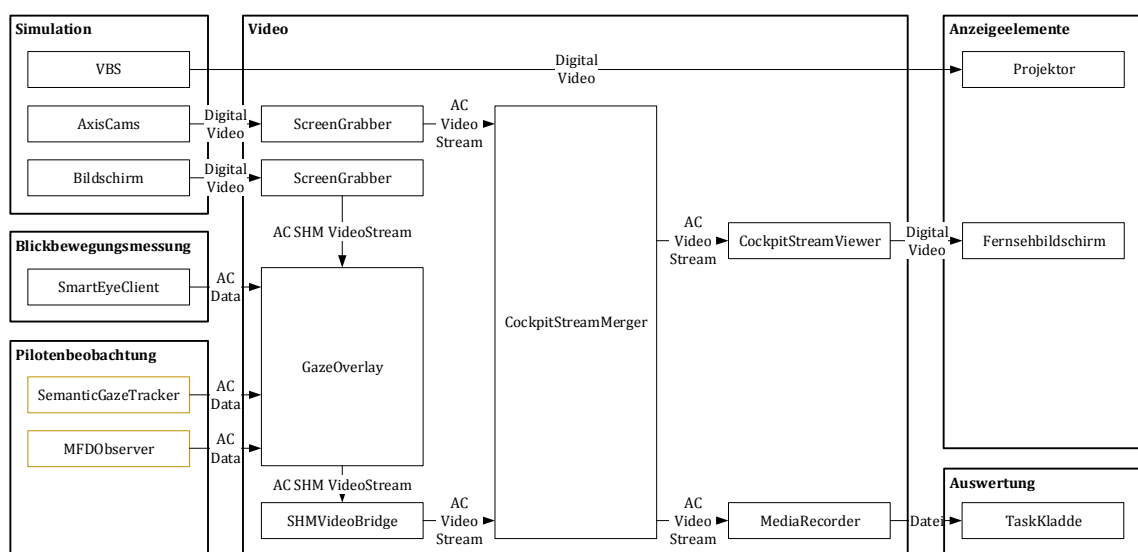 Simulation
Video
Anzeigeelemente
VBS
Digital
Video
Projektor
AxisCams
Digital
Video
ScreenGrabber
AC
Video
Stream
Bildschirm
Digital
Video
ScreenGrabber
AC SHM VideoStream
Blickbewegungsmessung
SmartEyeClient
AC
Data
GazeOverlay
CockpitStreamMerger
AC
Video
Stream
CockpitStreamViewer
Digital
Video
Fernsehbildschirm
Pilotenbeobachtung
SemanticGazeTracker
AC
Data
MFDObserver
AC
Data
AC SHM VideoStream
SHMVideoBridge
AC
Video
Stream
AC
Video
Stream
MediaRecorder
Datei
Auswertung
TaskKladde